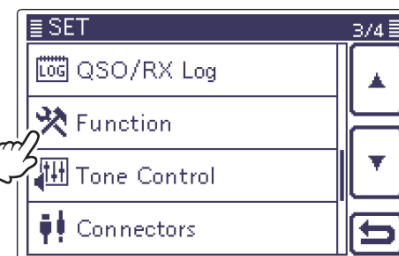 SET 3/4
LOG QSO/RX Log
Function
Tone Control
Connectors